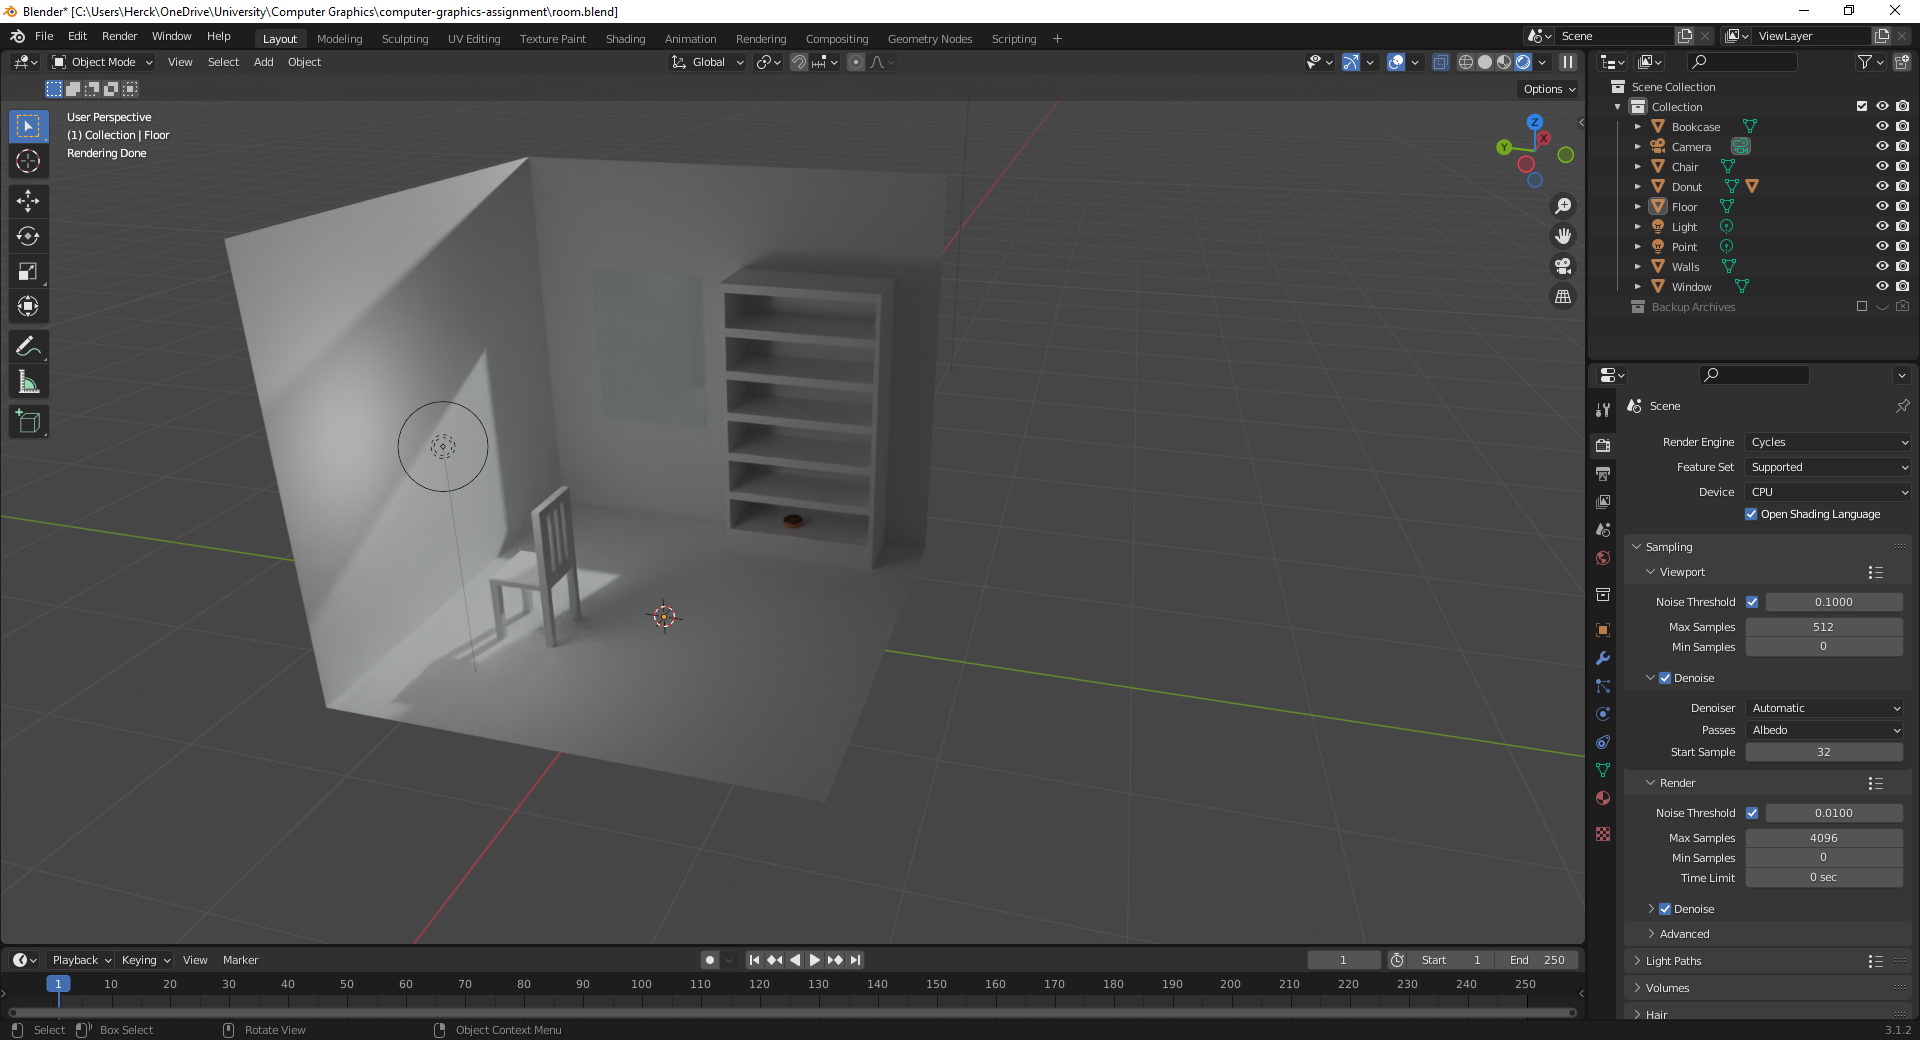 Blender* [C:\Users\Herck\OneDrive\University\Computer Graphics\computer-graphics-assignment\room.blend]
File Edit Render Window Help Layout Modeling Sculpting UV Editing Texture Paint Shading Animation Rendering Compositing Geometry Nodes Scripting + Scene ViewLayer
Object Mode View Select Add Object Global
Options
User Perspective
(1) Collection | Floor
Rendering Done
Z
X
Y
Scene Collection
Collection
Bookcase
Camera
Chair
Donut
Floor
Light
Point
Walls
Window
Backup Archives
Scene
Render Engine Cycles
Feature Set Supported
Device CPU
Open Shading Language
Sampling
Viewport
Noise Threshold 0.1000
Max Samples 512
Min Samples 0
Denoise
Denoiser Automatic
Passes Albedo
Start Sample 32
Render
Noise Threshold 0.0100
Max Samples 4096
Min Samples 0
Time Limit 0 sec
Denoise
Advanced
Light Paths
Volumes
Hair
Playback Keying View Marker 1 Start 1 End 250
1 10 20 30 40 50 60 70 80 90 100 110 120 130 140 150 160 170 180 190 200 210 220 230 240 250
Select Box Select Rotate View Object Context Menu 3.1.2